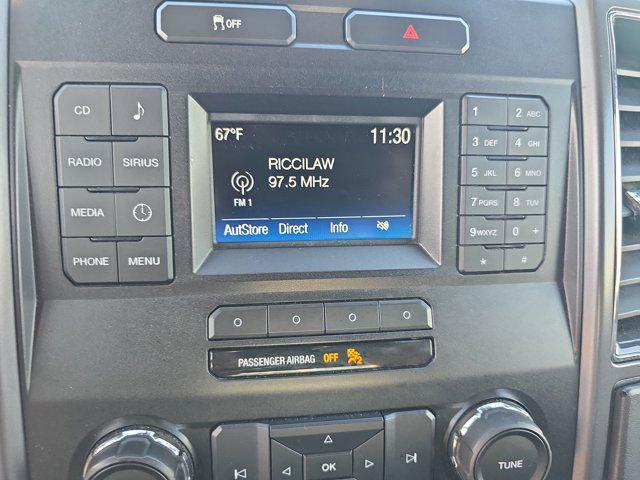 OFF
CD
RADIO SIRIUS
MEDIA
PHONE MENU
67°F 11:30
RICCILAW
97.5 MHz
FM 1
AutoStore Direct Info
1 2 ABC
3 DEF 4 GHI
5 JKL 6 MNO
7 PQRS 8 TUV
9 WXYZ 0 +
* #
PASSENGER AIRBAG OFF 2
OK
TUNE